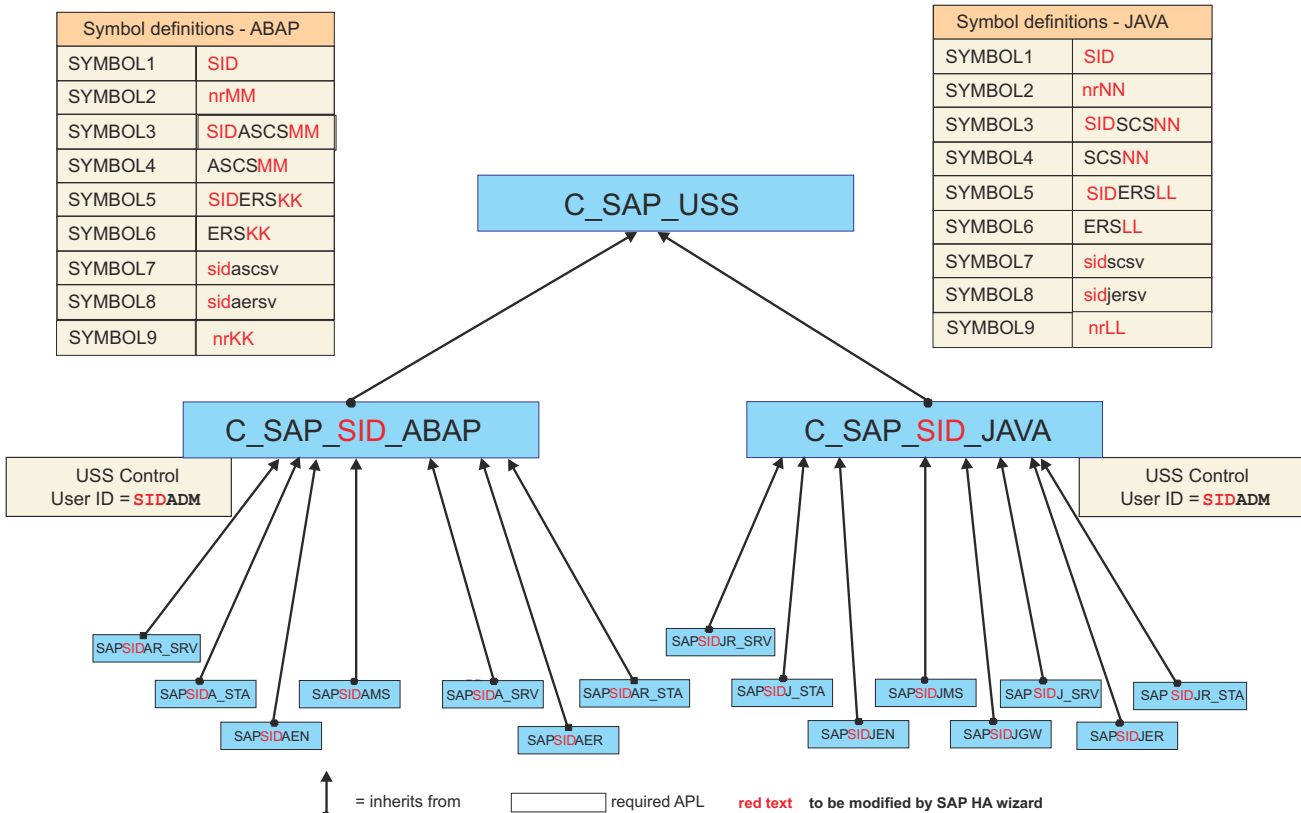 Symbol definitions - ABAP
SYMBOL1 SID
SYMBOL2 nrMM
SYMBOL3 SIDASCSMM
SYMBOL4 ASCSMM
SYMBOL5 SIDERSKK
SYMBOL6 ERSKK
SYMBOL7 sidascsv
SYMBOL8 sidaersv
SYMBOL9 nrKK
Symbol definitions - JAVA
SYMBOL1 SID
SYMBOL2 nrNN
SYMBOL3 SIDSCSNN
SYMBOL4 SCSNN
SYMBOL5 SIDERSLL
SYMBOL6 ERSLL
SYMBOL7 sidscsv
SYMBOL8 sidjersv
SYMBOL9 nrLL
C_SAP_USS
C_SAP_SID_ABAP
C_SAP_SID_JAVA
USS Control
User ID = SIDADM
USS Control
User ID = SIDADM
SAPSIDAR_SRV
SAPSIDA_STA
SAPSIDAEN
SAPSIDAMS
SAPSIDA_SRV
SAPSIDAER
SAPSIDAR_STA
SAPSIDJR_SRV
SAPSIDJ_STA
SAPSIDJEN
SAPSIDJMS
SAPSIDJGW
SAP SIDJ_SRV
SAPSIDJER
SAP SIDJR_STA
= inherits from
required APL
red text to be modified by SAP HA wizard